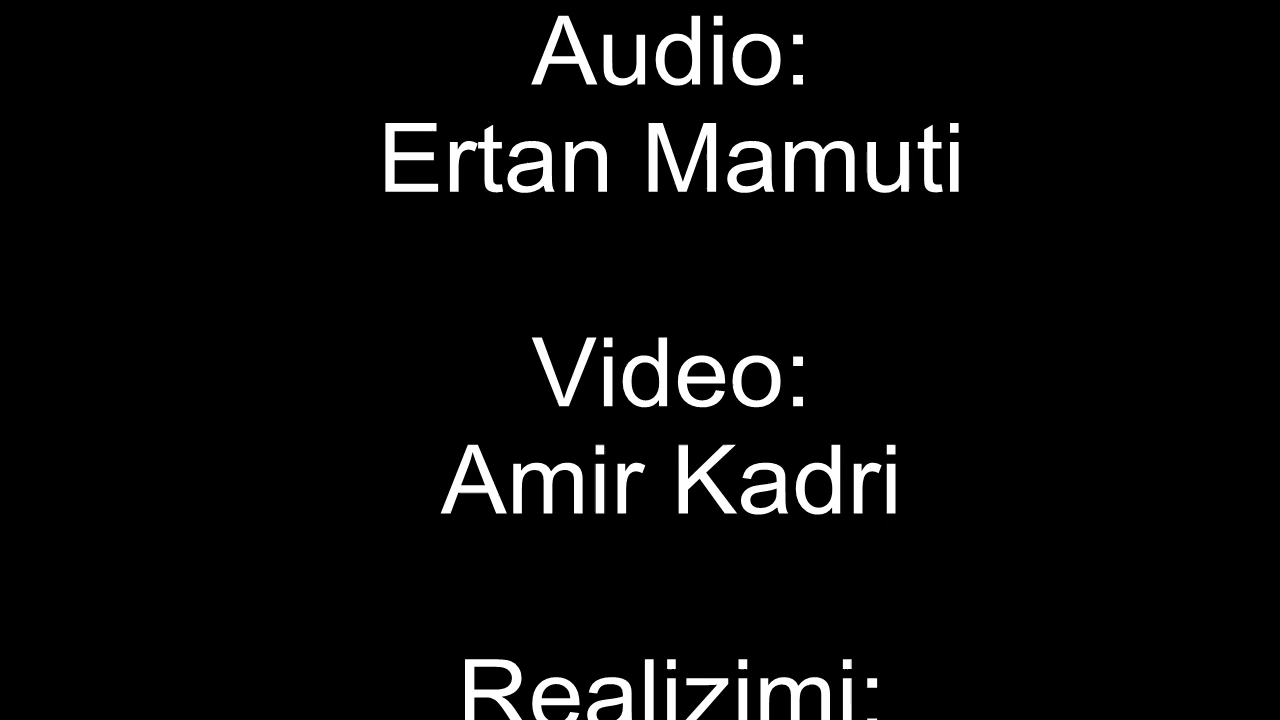 Audio:
Ertan Mamuti
Video:
Amir Kadri
Realizimi: